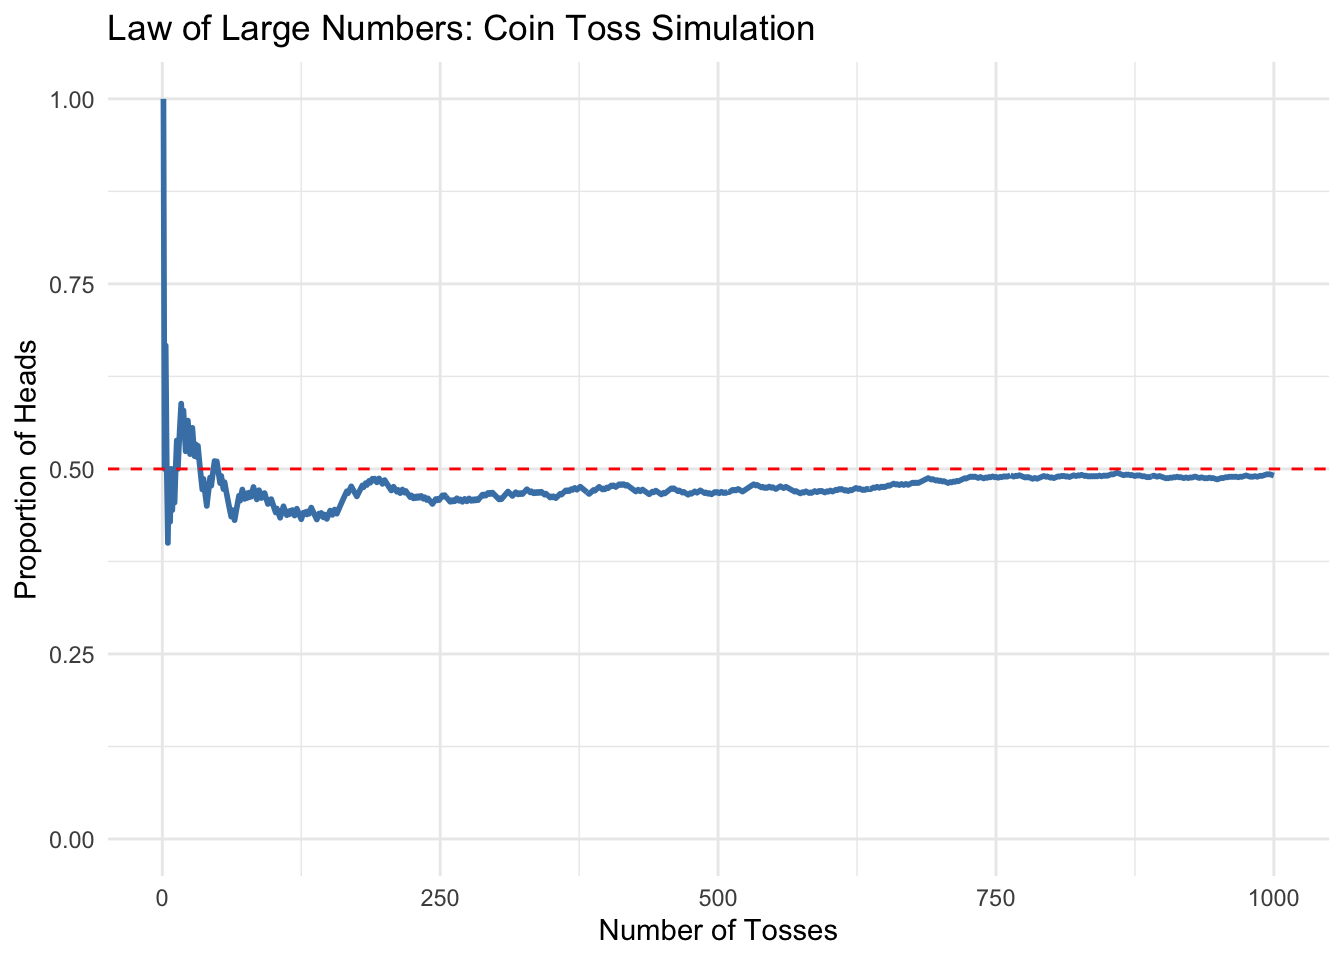 Law of Large Numbers: Coin Toss Simulation
Proportion of Heads
1.00
0.75
0.50
0.25
0.00
0 250 500 750 1000
Number of Tosses